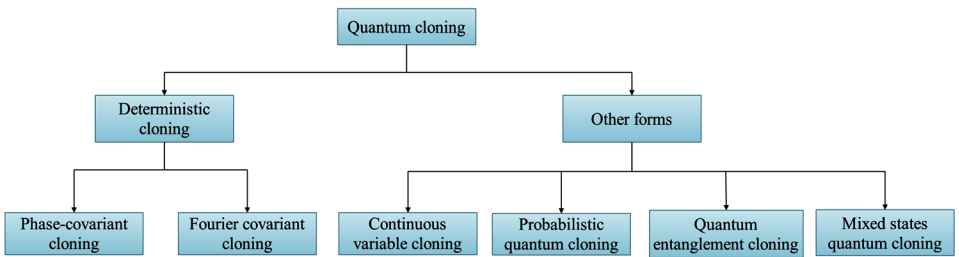 Quantum cloning
Deterministic
cloning
Other forms
Phase-covariant
cloning
Fourier covariant
cloning
Continuous
variable cloning
Probabilistic
quantum cloning
Quantum
entanglement cloning
Mixed states
quantum cloning